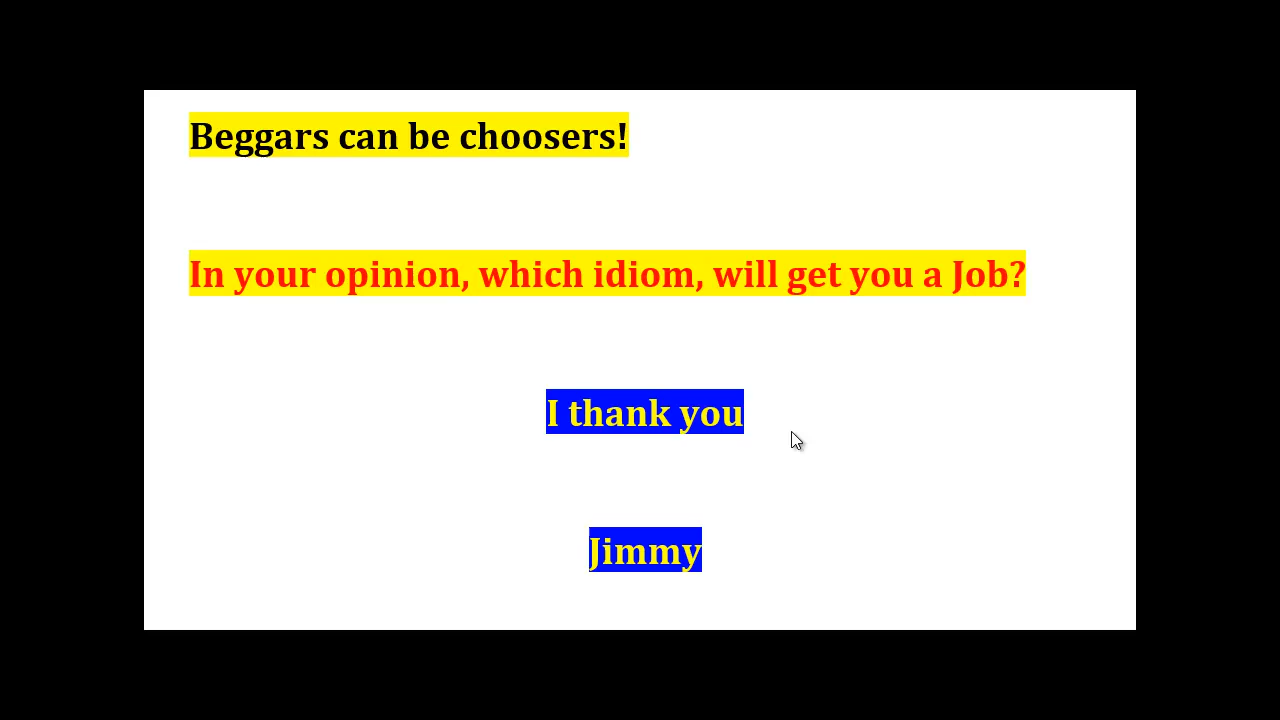 Beggars can be choosers!
In your opinion, which idiom, will get you a Job?
I thank you
Jimmy